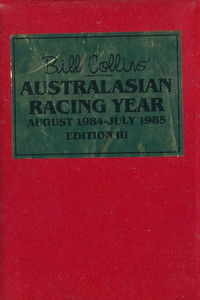 Bill Collins'
AUSTRALASIAN
RACING YEAR
AUGUST 1984-JULY 1985
EDITION III